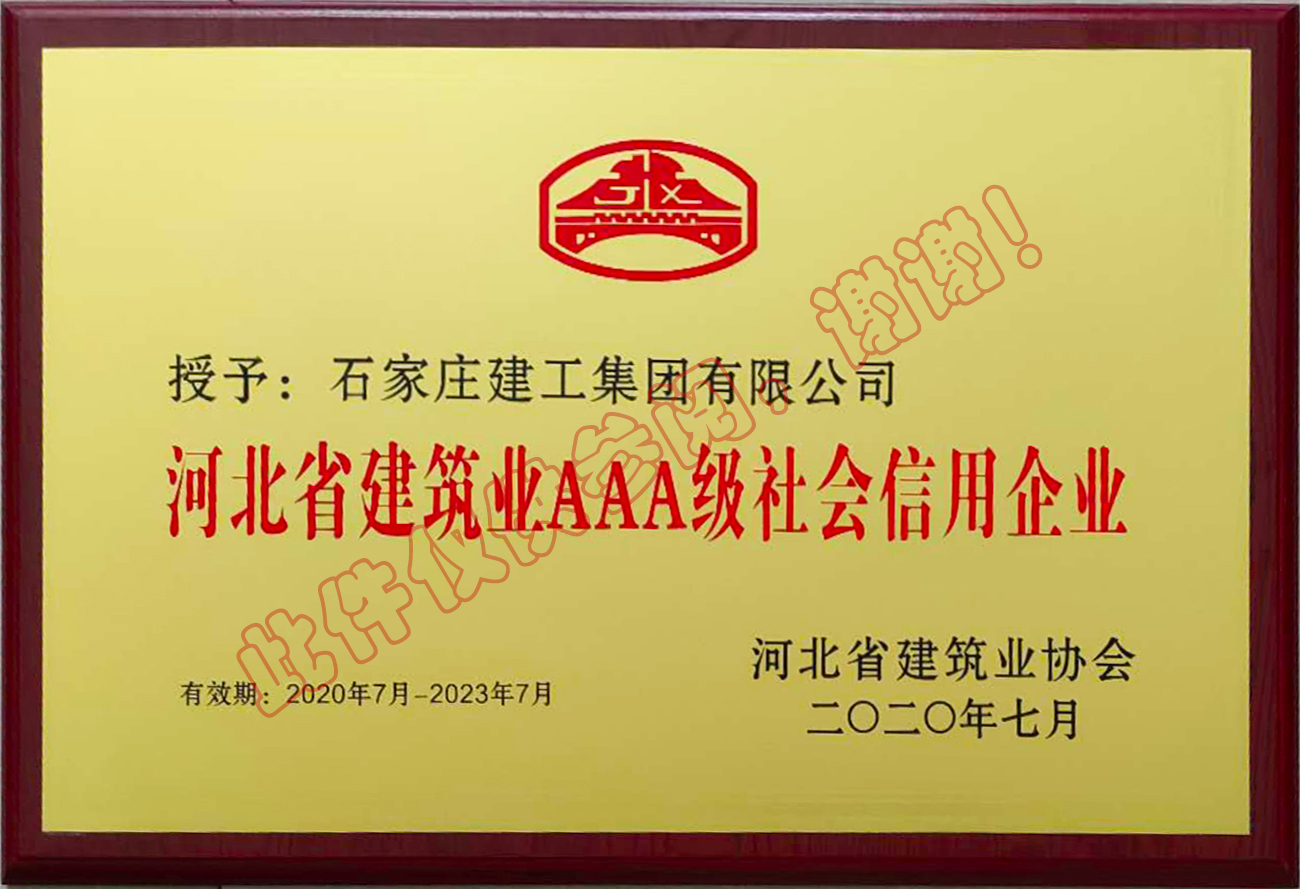 JX
授予：石家庄建工集团有限公司
河北省建筑业AAA级社会信用企业
有效期：2020年7月-2023年7月
河北省建筑业协会
二〇二〇年七月
此件仅供参阅.谢谢！